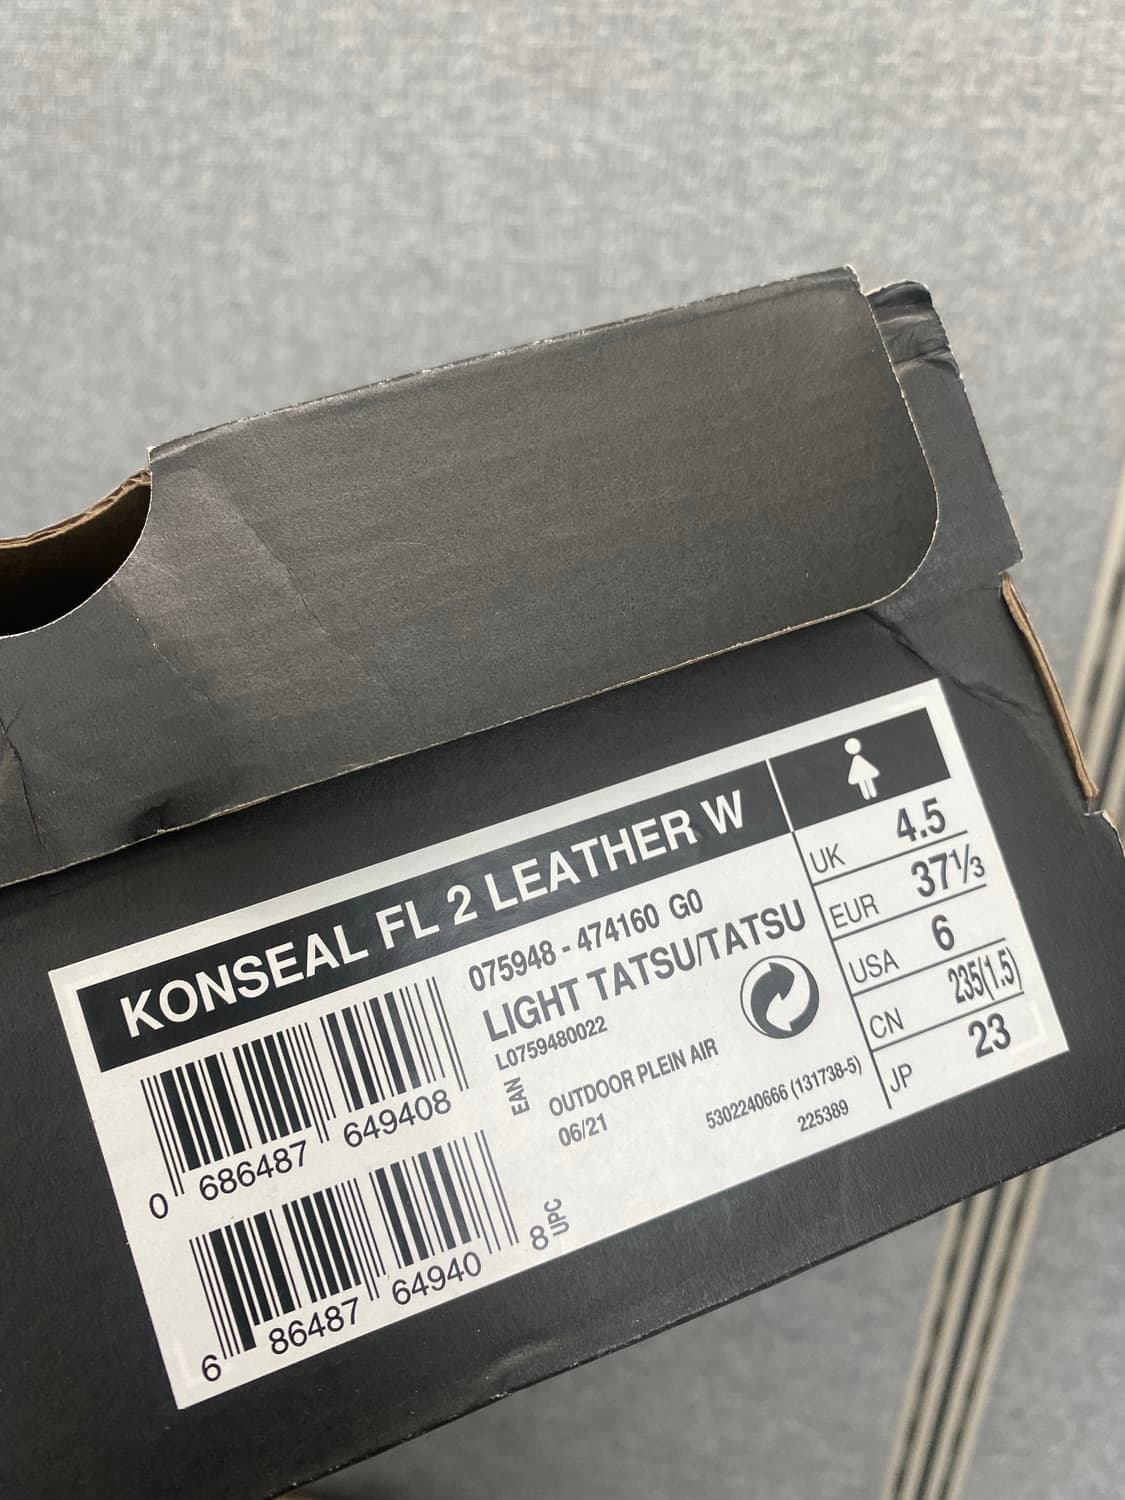 KONSEAL FL 2 LEATHER W
075948 - 474160 G0
LIGHT TATSU/TATSU
L0759480022
EAN
0 686487 649408
OUTDOOR PLEIN AIR
06/21
5302240666 (131738-5)
225389
6 86487 64940 8
UPC
UK 4.5
EUR 37⅓
USA 6
CN 235(1.5)
JP 23